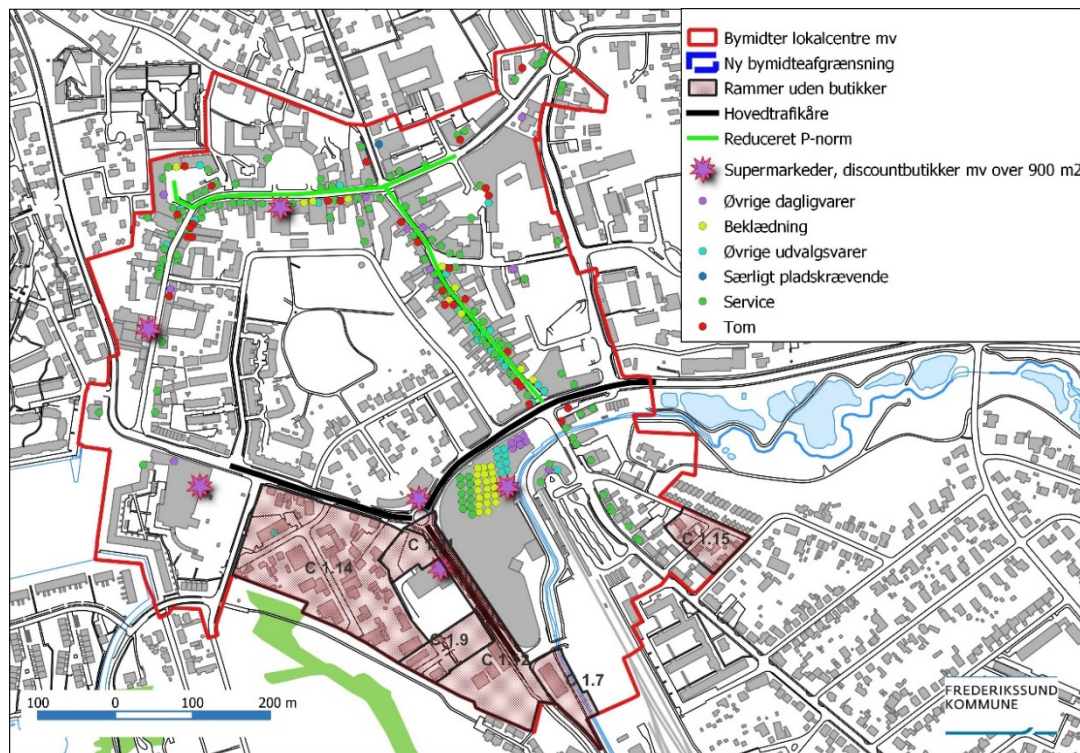 Bymidter lokalcentre mv
Ny bymidteafgrænsning
Rammer uden butikker
Hovedtrafikåre
Reduceret P-norm
Supermarkeder, discountbutikker mv over 900 m2
Øvrige dagligvarer
Beklædning
Øvrige udvalgsvarer
Særligt pladskrævende
Service
Tom
C 1.15
C 1.14
C 1.9
C 1.7
100 0 100 200 m
FREDERIKSSUND
KOMMUNE